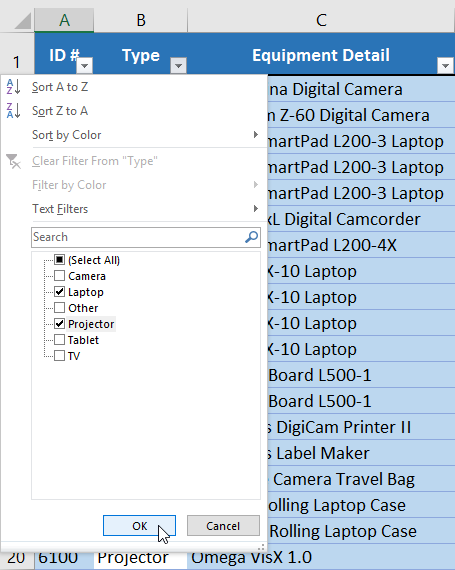 A B C
1 ID # Type Equipment Detail
Sort A to Z
Sort Z to A
Sort by Color
Clear Filter From "Type"
Filter by Color
Text Filters
Search
(Select All)
Camera
Laptop
Other
Projector
Tablet
TV
OK Cancel
na Digital Camera
Z-60 Digital Camera
martPad L200-3 Laptop
martPad L200-3 Laptop
martPad L200-3 Laptop
xL Digital Camcorder
martPad L200-4X
X-10 Laptop
X-10 Laptop
X-10 Laptop
X-10 Laptop
Board L500-1
Board L500-1
s DigiCam Printer II
s Label Maker
Camera Travel Bag
Rolling Laptop Case
Rolling Laptop Case
20 6100 Projector Omega VisX 1.0